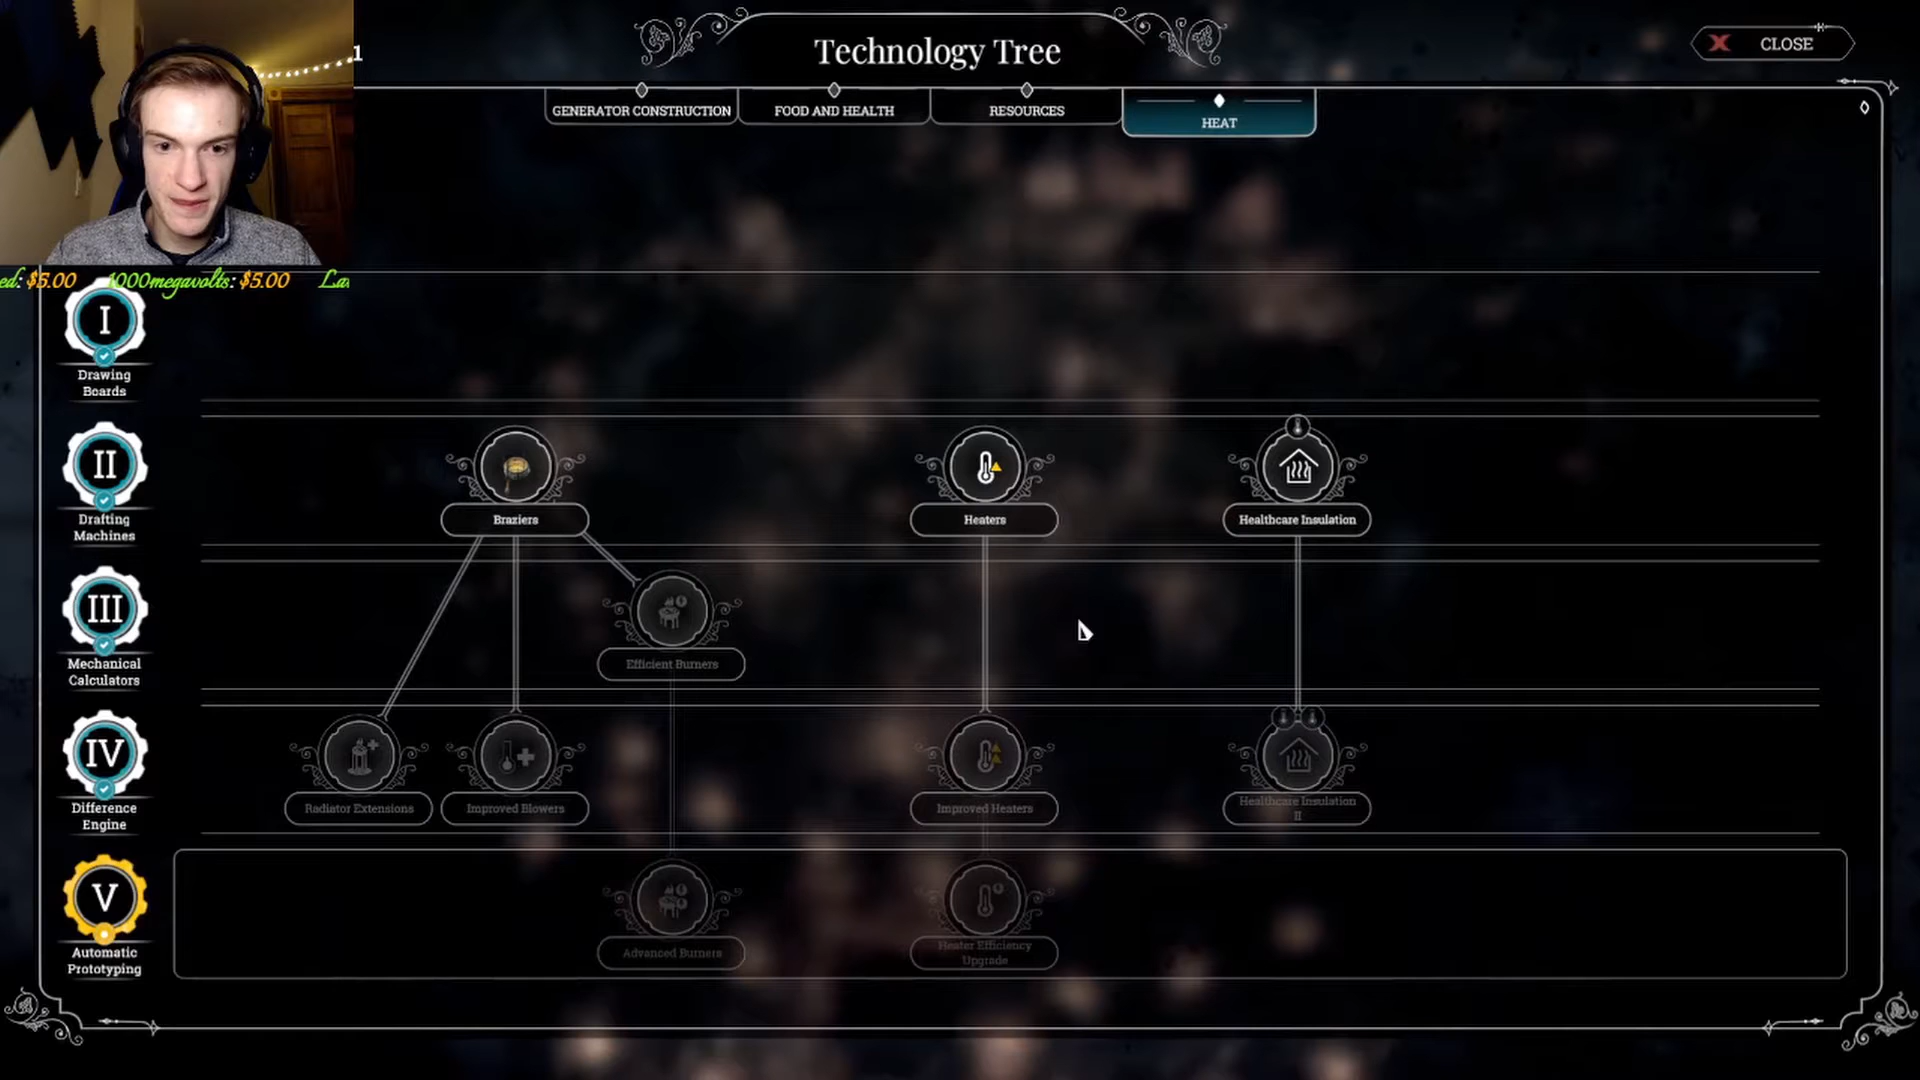 1
Technology Tree
CLOSE
GENERATOR CONSTRUCTION
FOOD AND HEALTH
RESOURCES
HEAT
ed: $5.00 1000megavolts: $5.00
I
Drawing
Boards
II
Drafting
Machines
Braziers
Heaters
Healthcare Insulation
III
Mechanical
Calculators
Efficient Burners
IV
Difference
Engine
Radiator Extensions
Improved Blowers
Improved Heaters
Healthcare Insulation
II
V
Automatic
Prototyping
Advanced Burners
Heater Efficiency
Upgrade